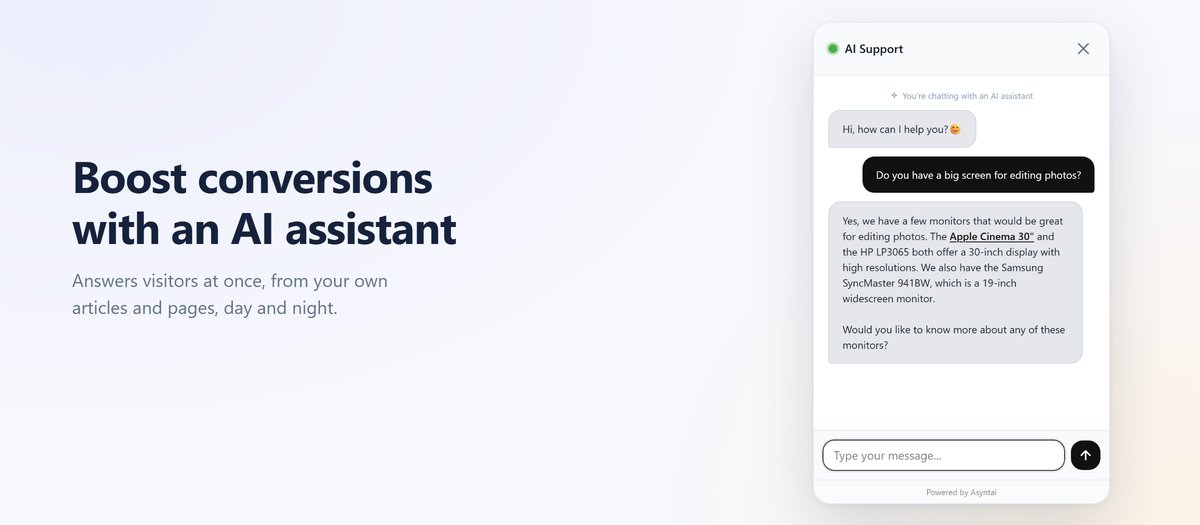 Boost conversions
with an AI assistant
Answers visitors at once, from your own
articles and pages, day and night.
AI Support
You're chatting with an AI assistant
Hi, how can I help you?😊
Do you have a big screen for editing photos?
Yes, we have a few monitors that would be great
for editing photos. The Apple Cinema 30" and
the HP LP3065 both offer a 30-inch display with
high resolutions. We also have the Samsung
SyncMaster 941BW, which is a 19-inch
widescreen monitor.
Would you like to know more about any of these
monitors?
Type your message...
Powered by Asyntai